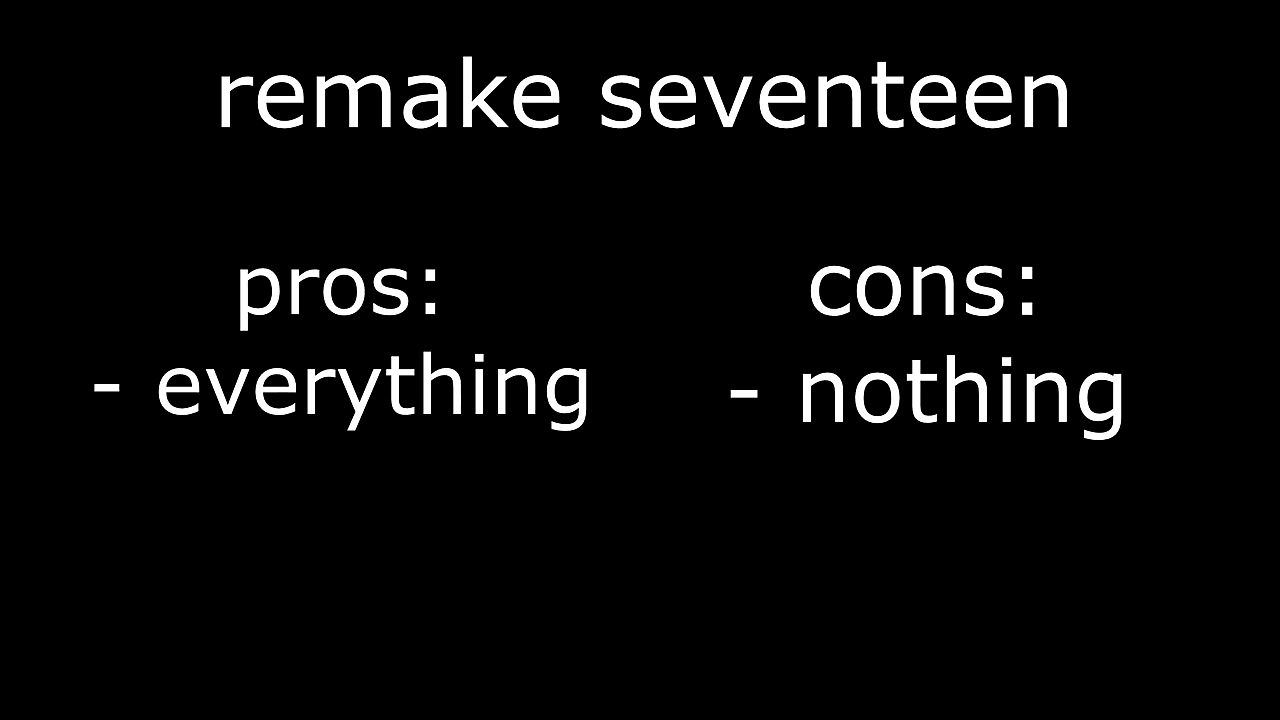 remake seventeen
pros:
- everything
cons:
- nothing